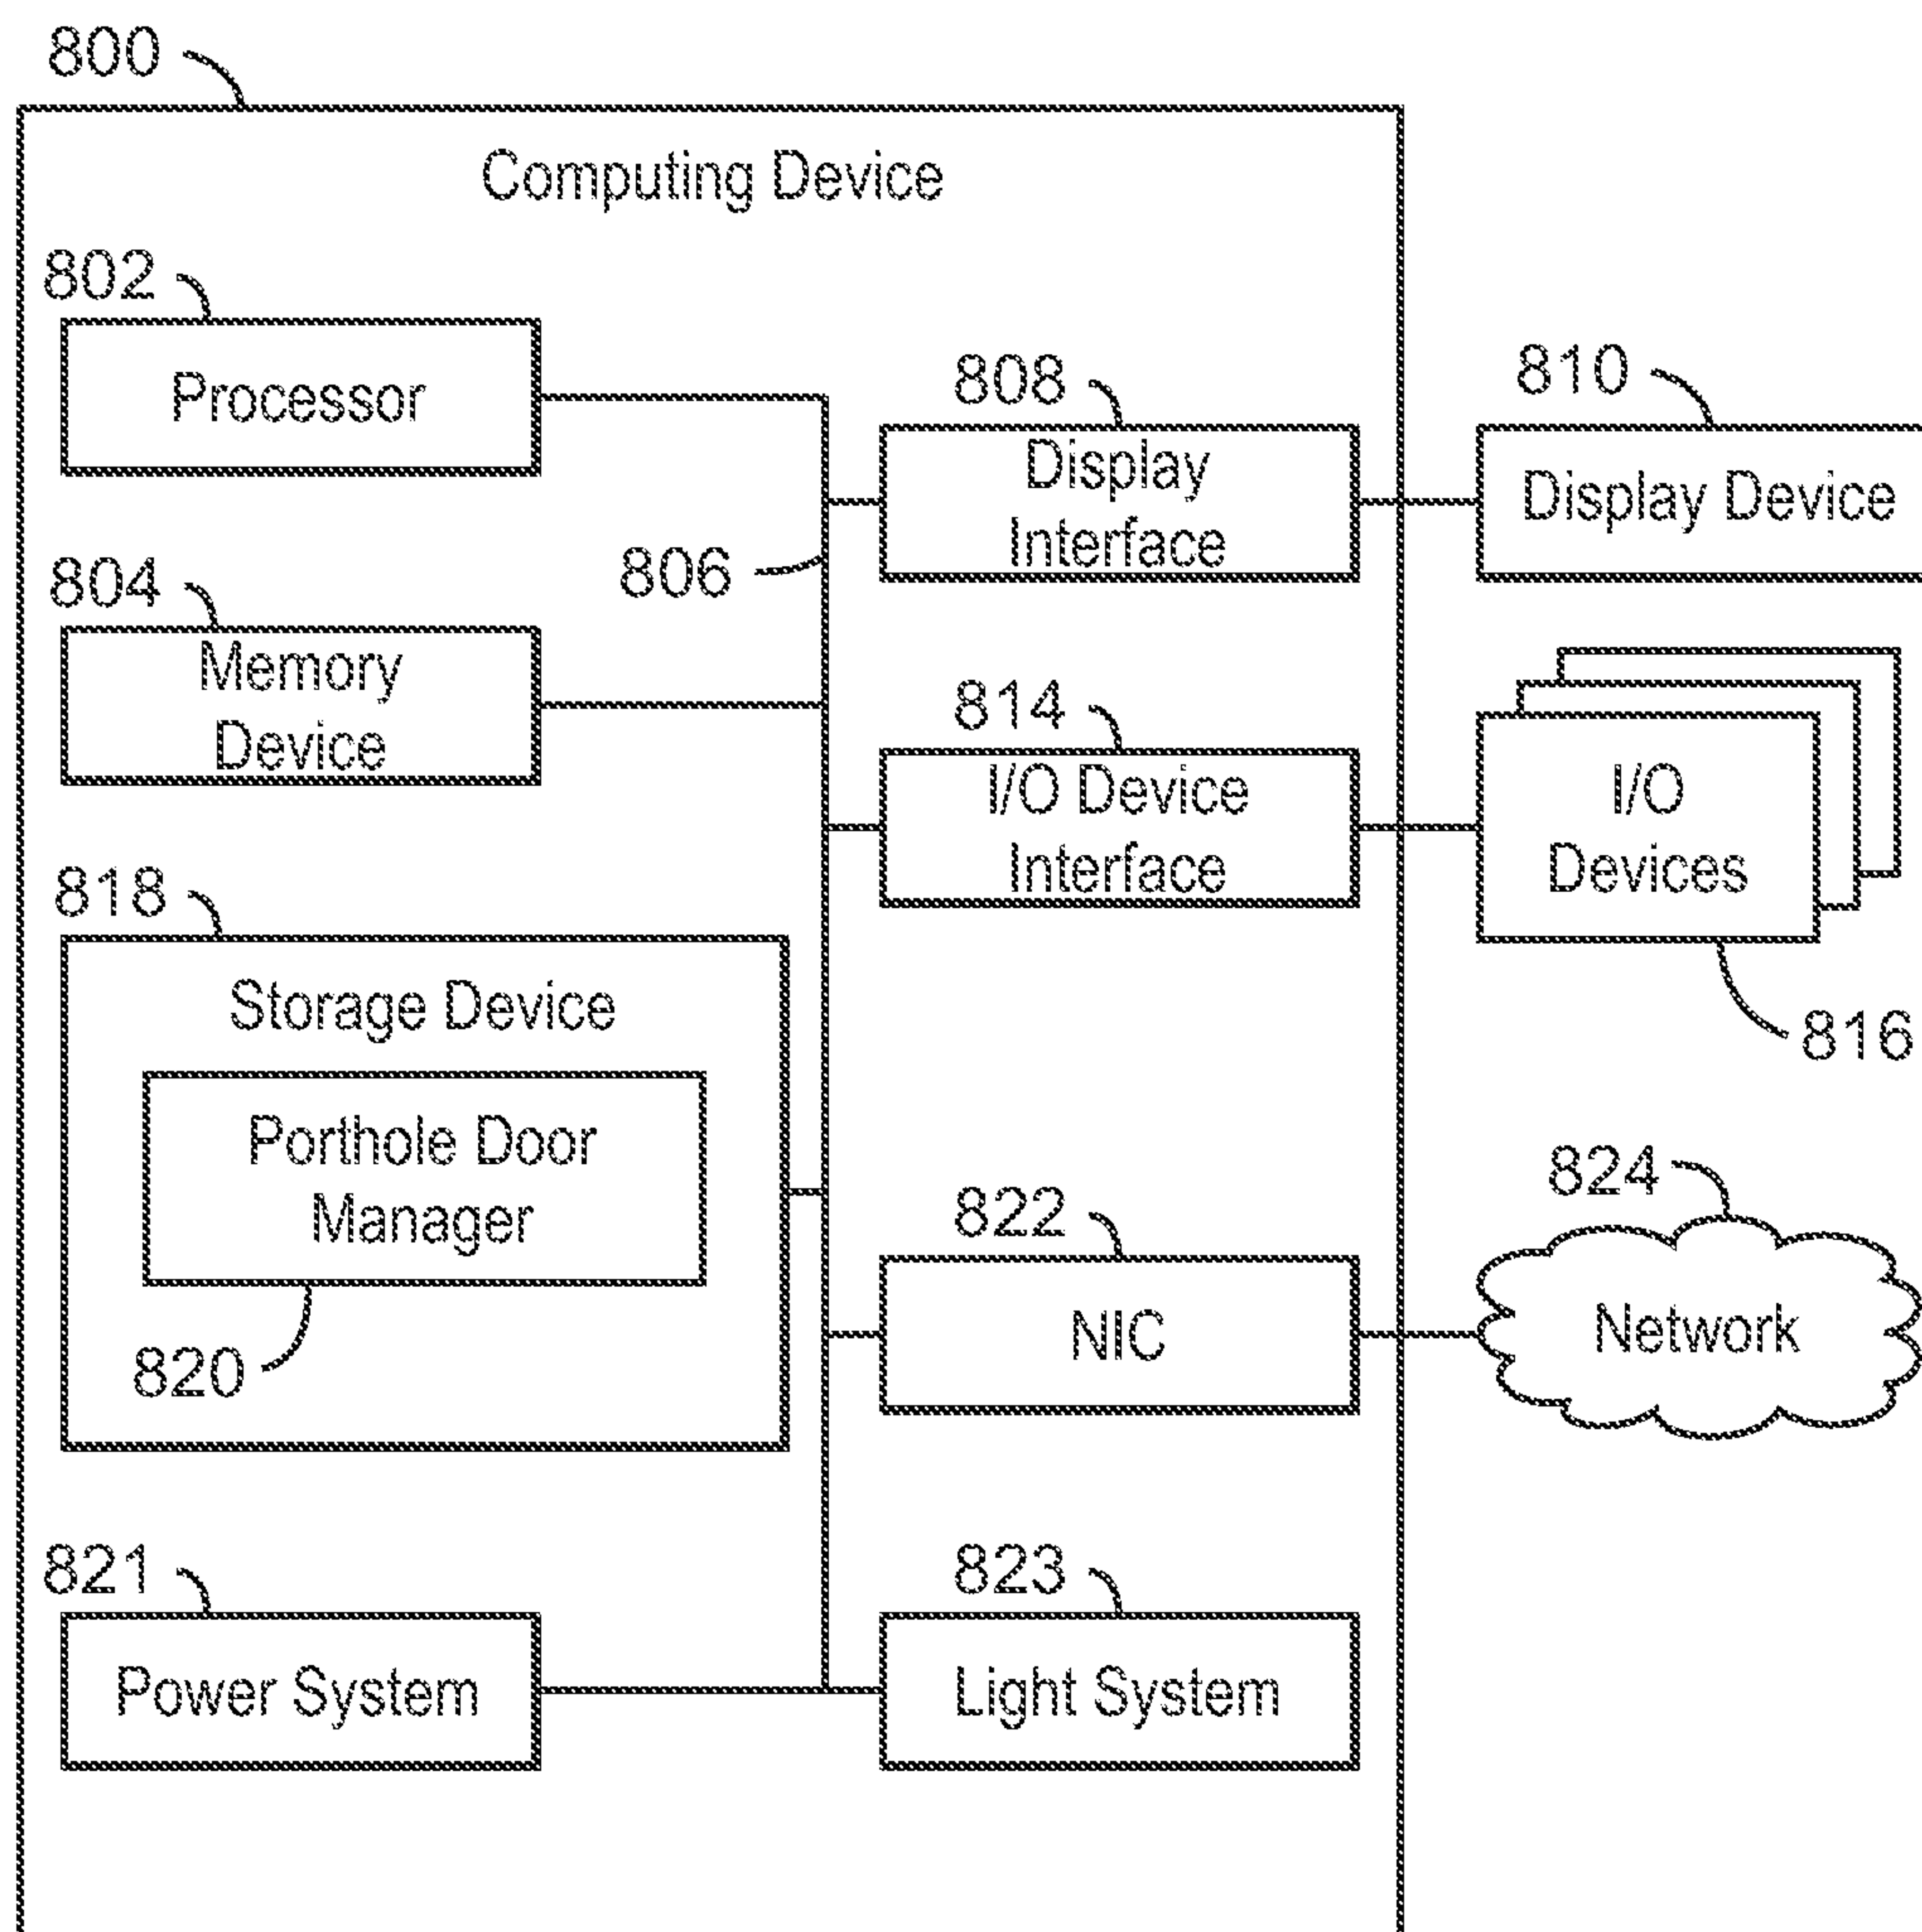 800
Computing Device
802
Processor
808
Display
Interface
810
Display Device
806
804
Memory
Device
814
I/O Device
Interface
I/O
Devices
816
818
Storage Device
Porthole Door
Manager
820
822
NIC
824
Network
821
Power System
823
Light System